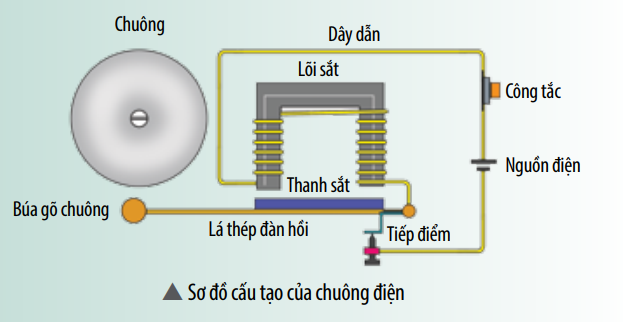 Chuông
Dây dẫn
Lõi sắt
Công tắc
Nguồn điện
Thanh sắt
Búa gõ chuông
Lá thép đàn hồi
Tiếp điểm
▲ Sơ đồ cấu tạo của chuông điện